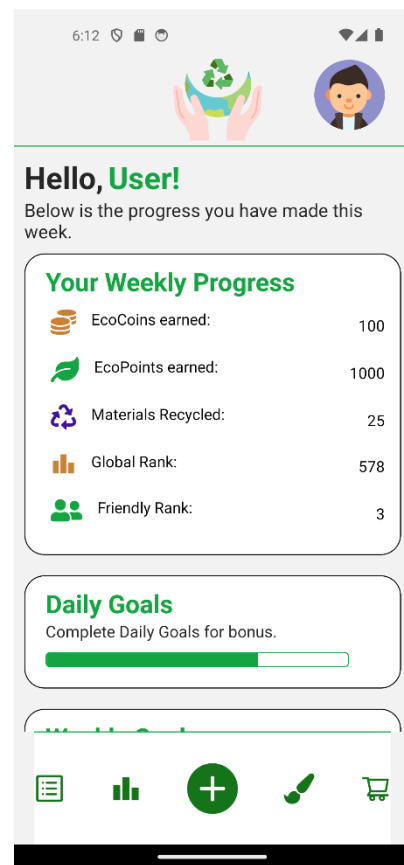 6:12
Hello, User!
Below is the progress you have made this
week.
Your Weekly Progress
EcoCoins earned: 100
EcoPoints earned: 1000
Materials Recycled: 25
Global Rank: 578
Friendly Rank: 3
Daily Goals
Complete Daily Goals for bonus.